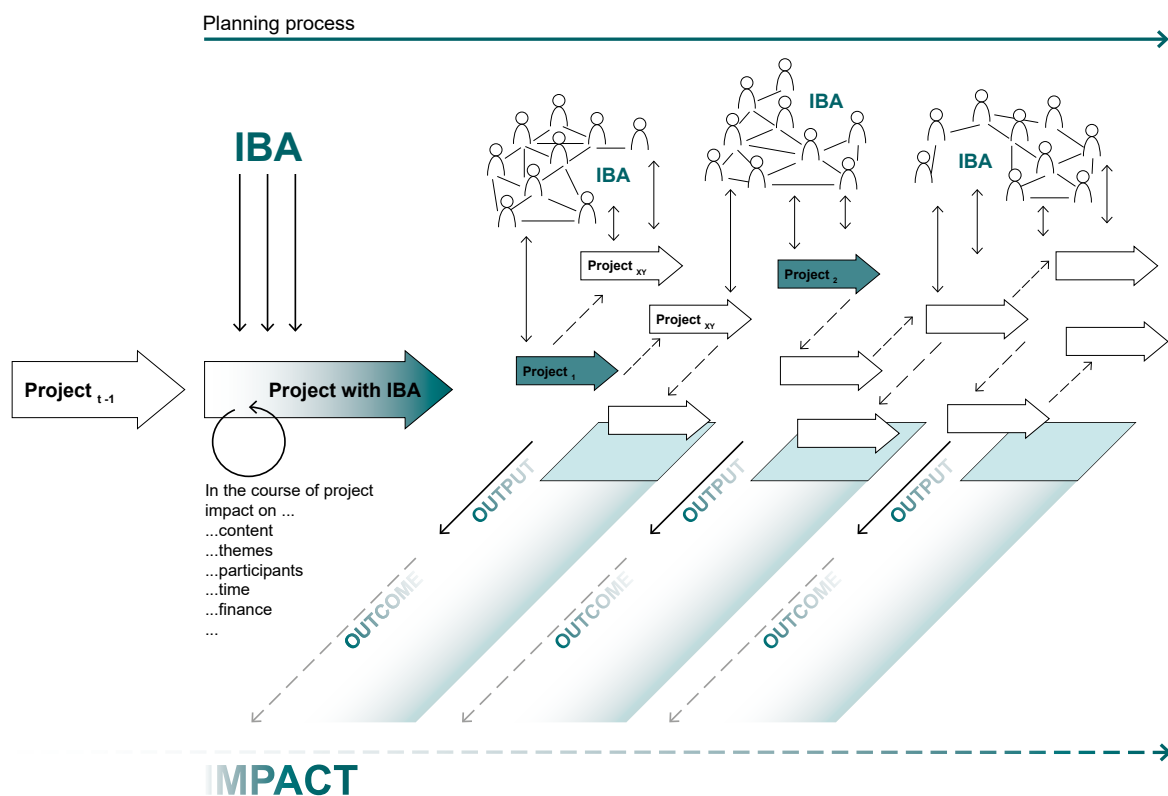 Planning process
IBA
IBA
IBA
IBA
Project XY
Project 2
Project XY
Project 1
Project t -1
Project with IBA
In the course of project
impact on ...
...content
...themes
...participants
...time
...finance
...
OUTPUT
OUTPUT
OUTPUT
OUTCOME
OUTCOME
OUTCOME
IMPACT